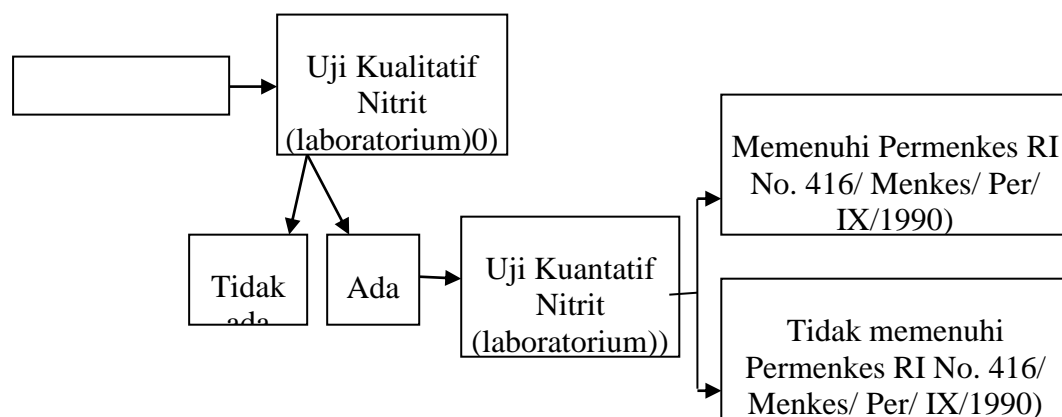 Uji Kualitatif
Nitrit
(laboratorium)0)
Memenuhi Permenkes RI
No. 416/ Menkes/ Per/
IX/1990)
Tidak
ada
Ada
Uji Kuantatif
Nitrit
(laboratorium))
Tidak memenuhi
Permenkes RI No. 416/
Menkes/ Per/ IX/1990)